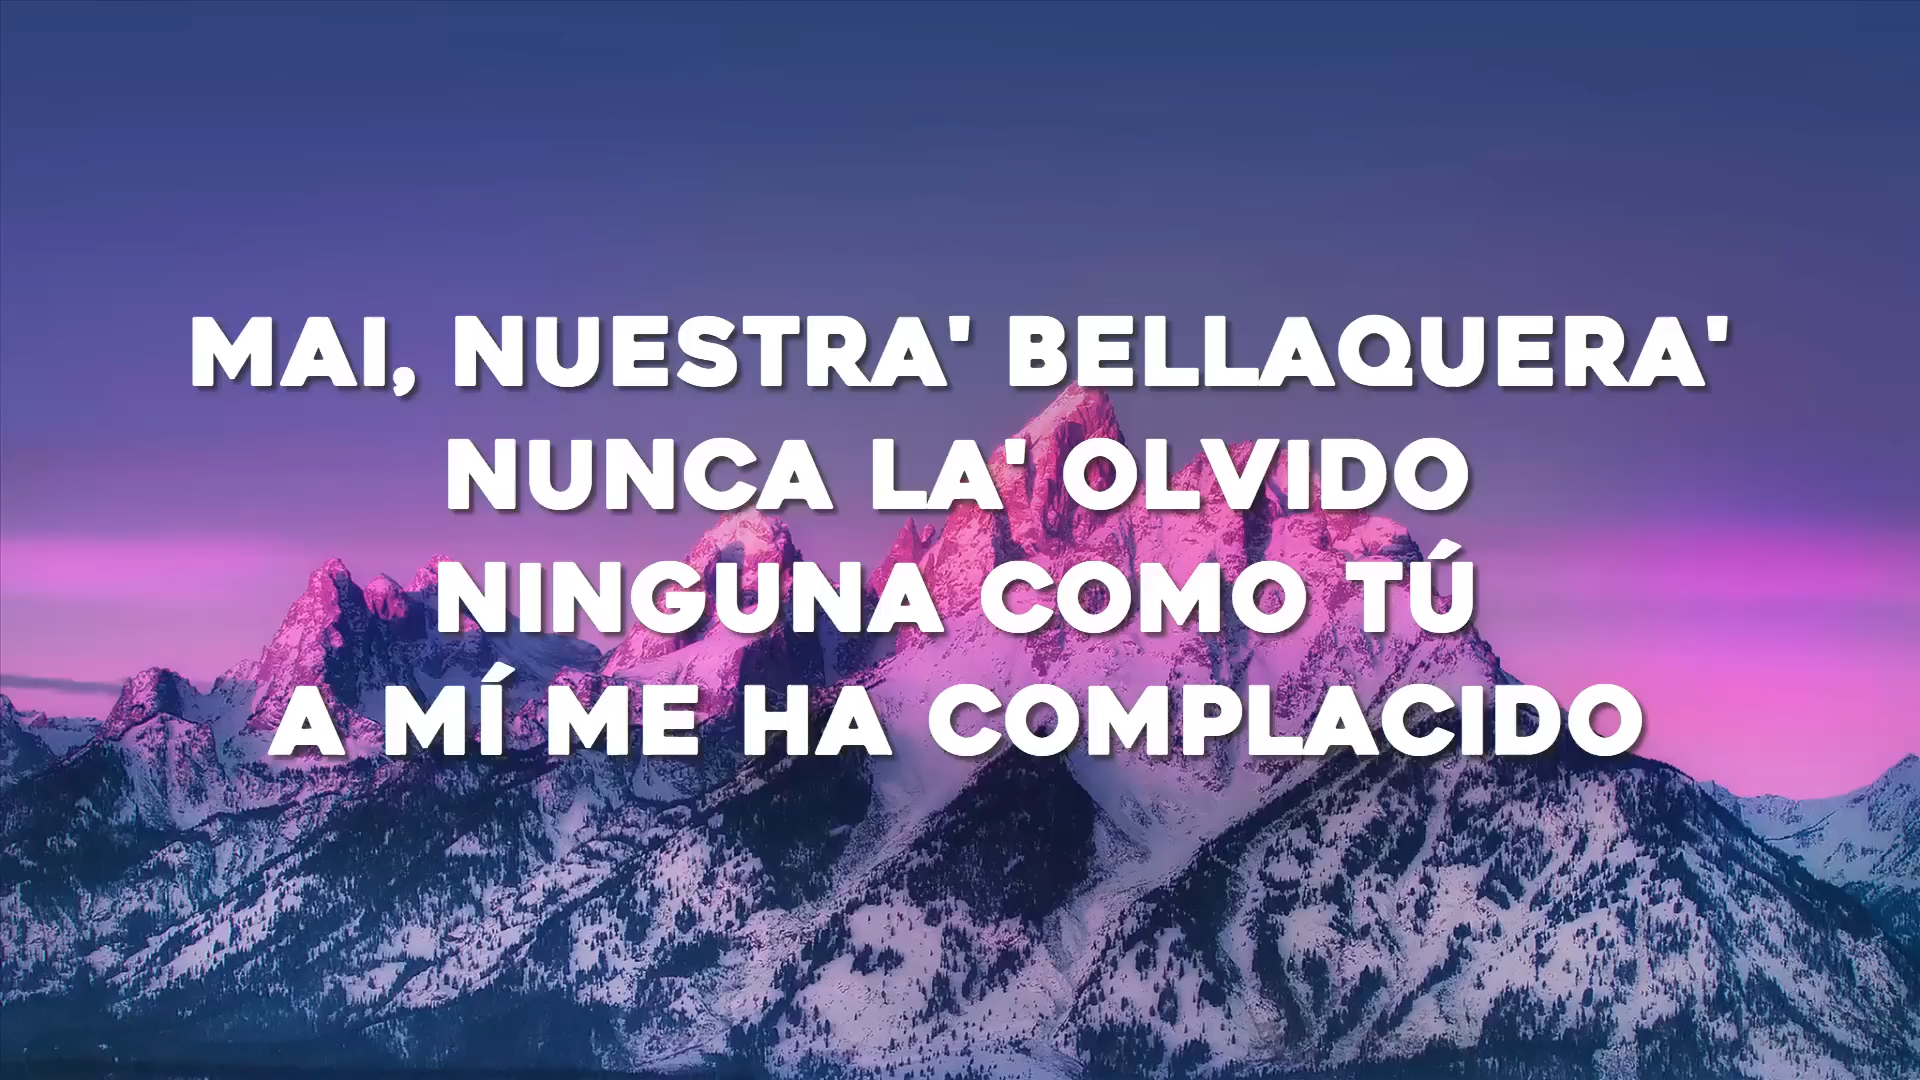 MAI, NUESTRA' BELLAQUERA'
NUNCA LA' OLVIDO
NINGUNA COMO TÚ
A MÍ ME HA COMPLACIDO